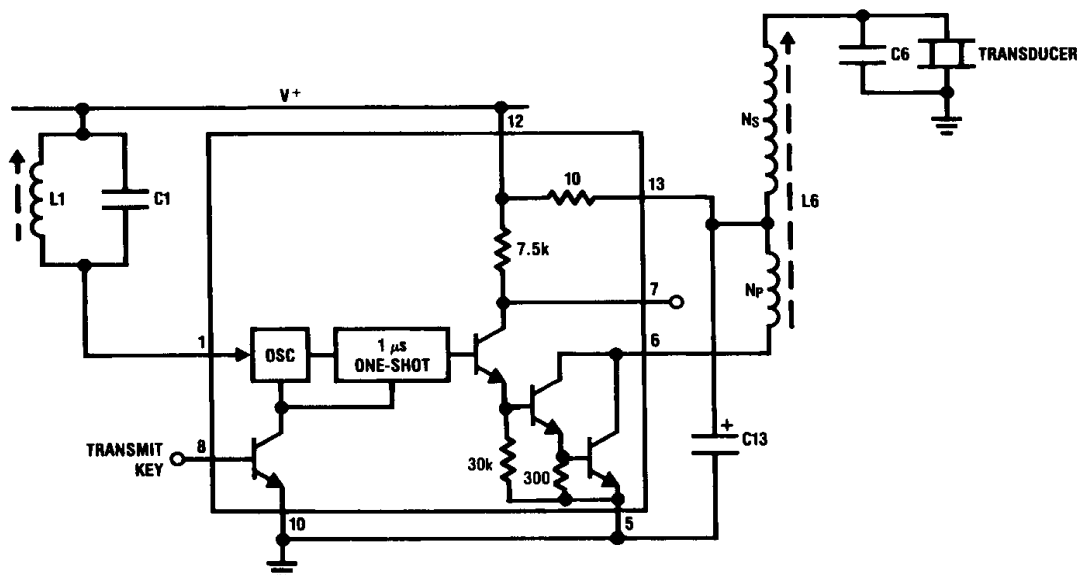 V+
12
C6
TRANSDUCER
NS
L1
C1
10
13
L6
7.5k
NP
7
1
OSC
1 μs
ONE-SHOT
6
TRANSMIT
KEY
8
30k
300
+
C13
10
5